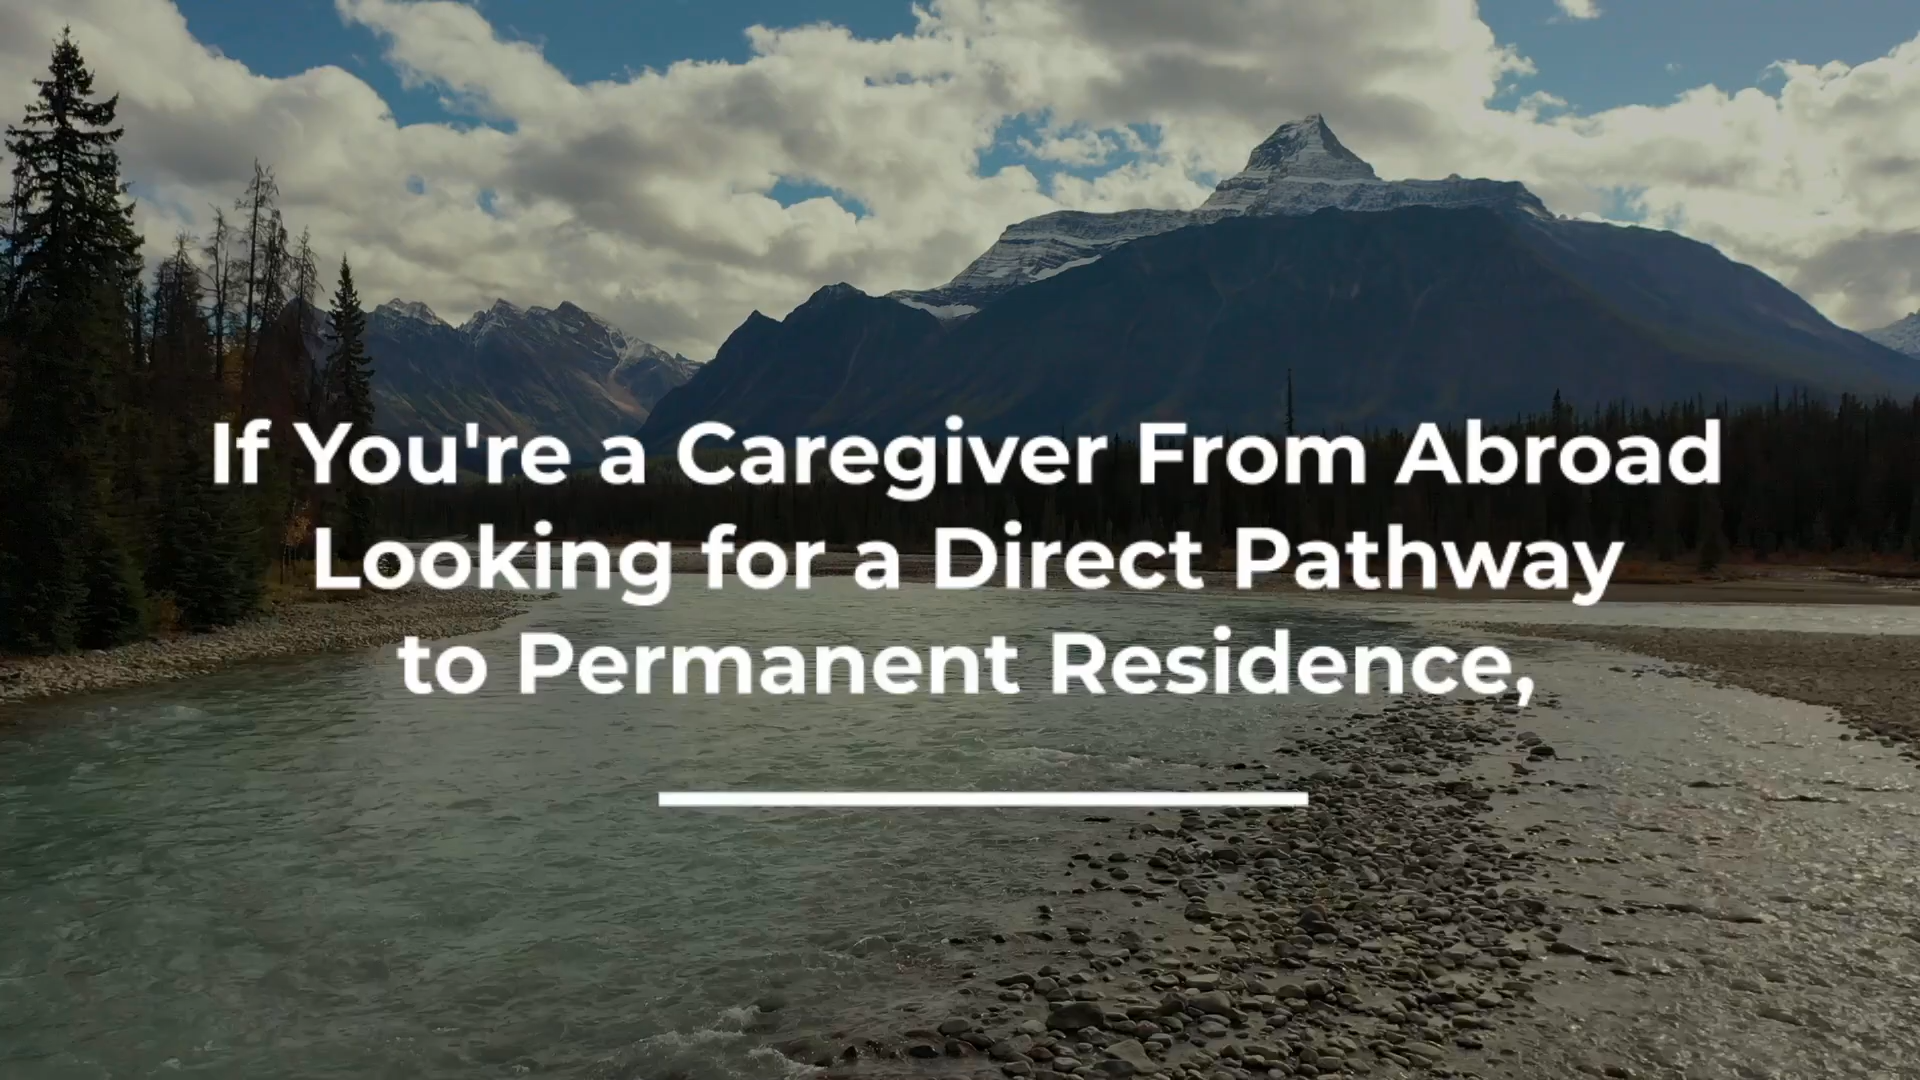 If You're a Caregiver From Abroad
Looking for a Direct Pathway
to Permanent Residence,